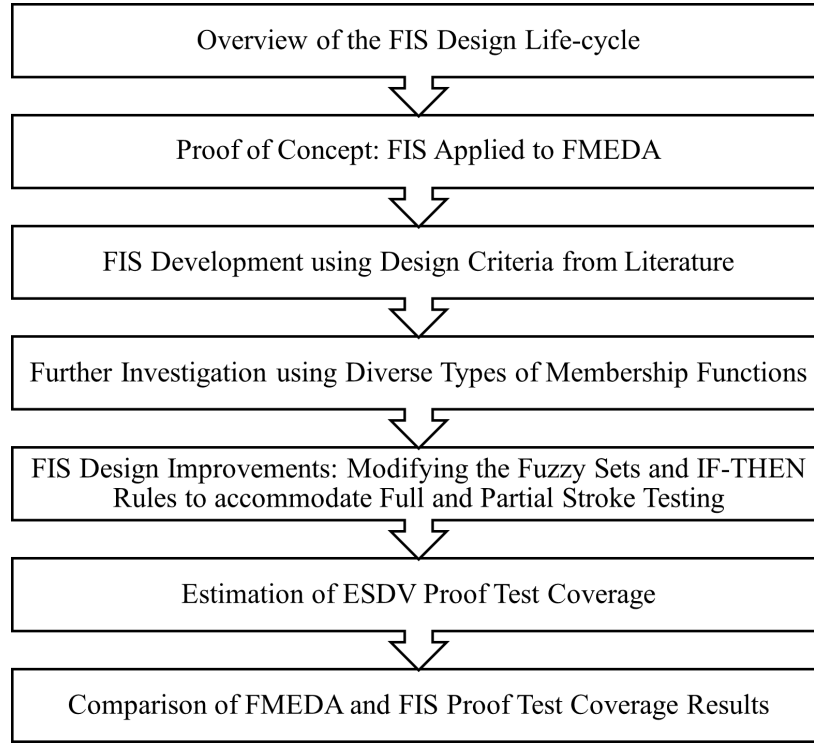 Overview of the FIS Design Life-cycle
Proof of Concept: FIS Applied to FMEDA
FIS Development using Design Criteria from Literature
Further Investigation using Diverse Types of Membership Functions
FIS Design Improvements: Modifying the Fuzzy Sets and IF-THEN
Rules to accommodate Full and Partial Stroke Testing
Estimation of ESDV Proof Test Coverage
Comparison of FMEDA and FIS Proof Test Coverage Results